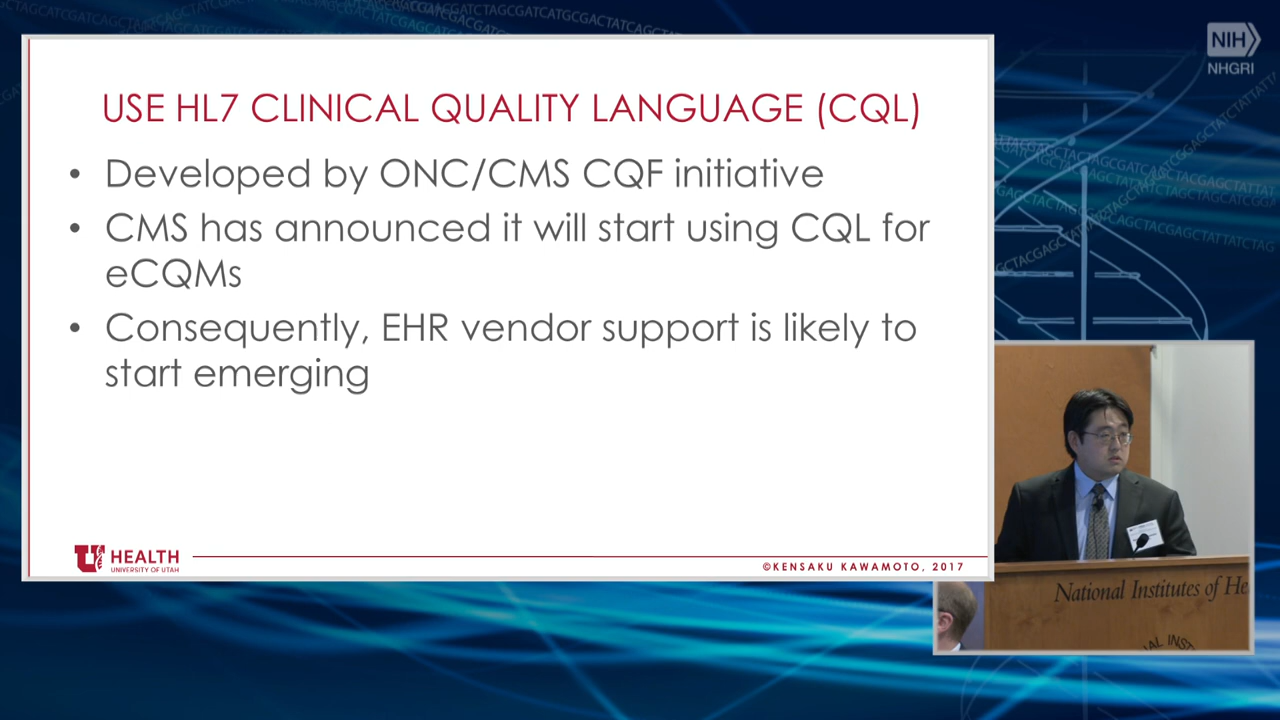 NIH
NHGRI
USE HL7 CLINICAL QUALITY LANGUAGE (CQL)
• Developed by ONC/CMS CQF initiative
• CMS has announced it will start using CQL for
eCQMs
• Consequently, EHR vendor support is likely to
start emerging
U HEALTH
UNIVERSITY OF UTAH
©KENSAKU KAWAMOTO, 2017
National Institutes of He
AL INST